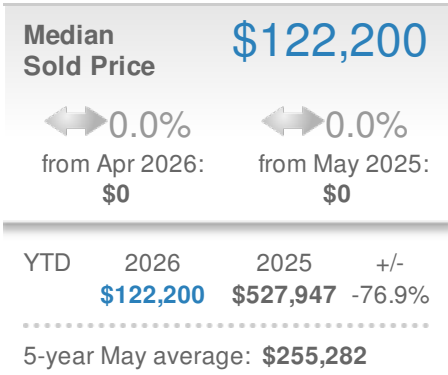 Median
Sold Price
$122,200
0.0%
0.0%
from Apr 2026:
from May 2025:
$0
$0
YTD 2026 2025 +/-
$122,200 $527,947 -76.9%
5-year May average: $255,282